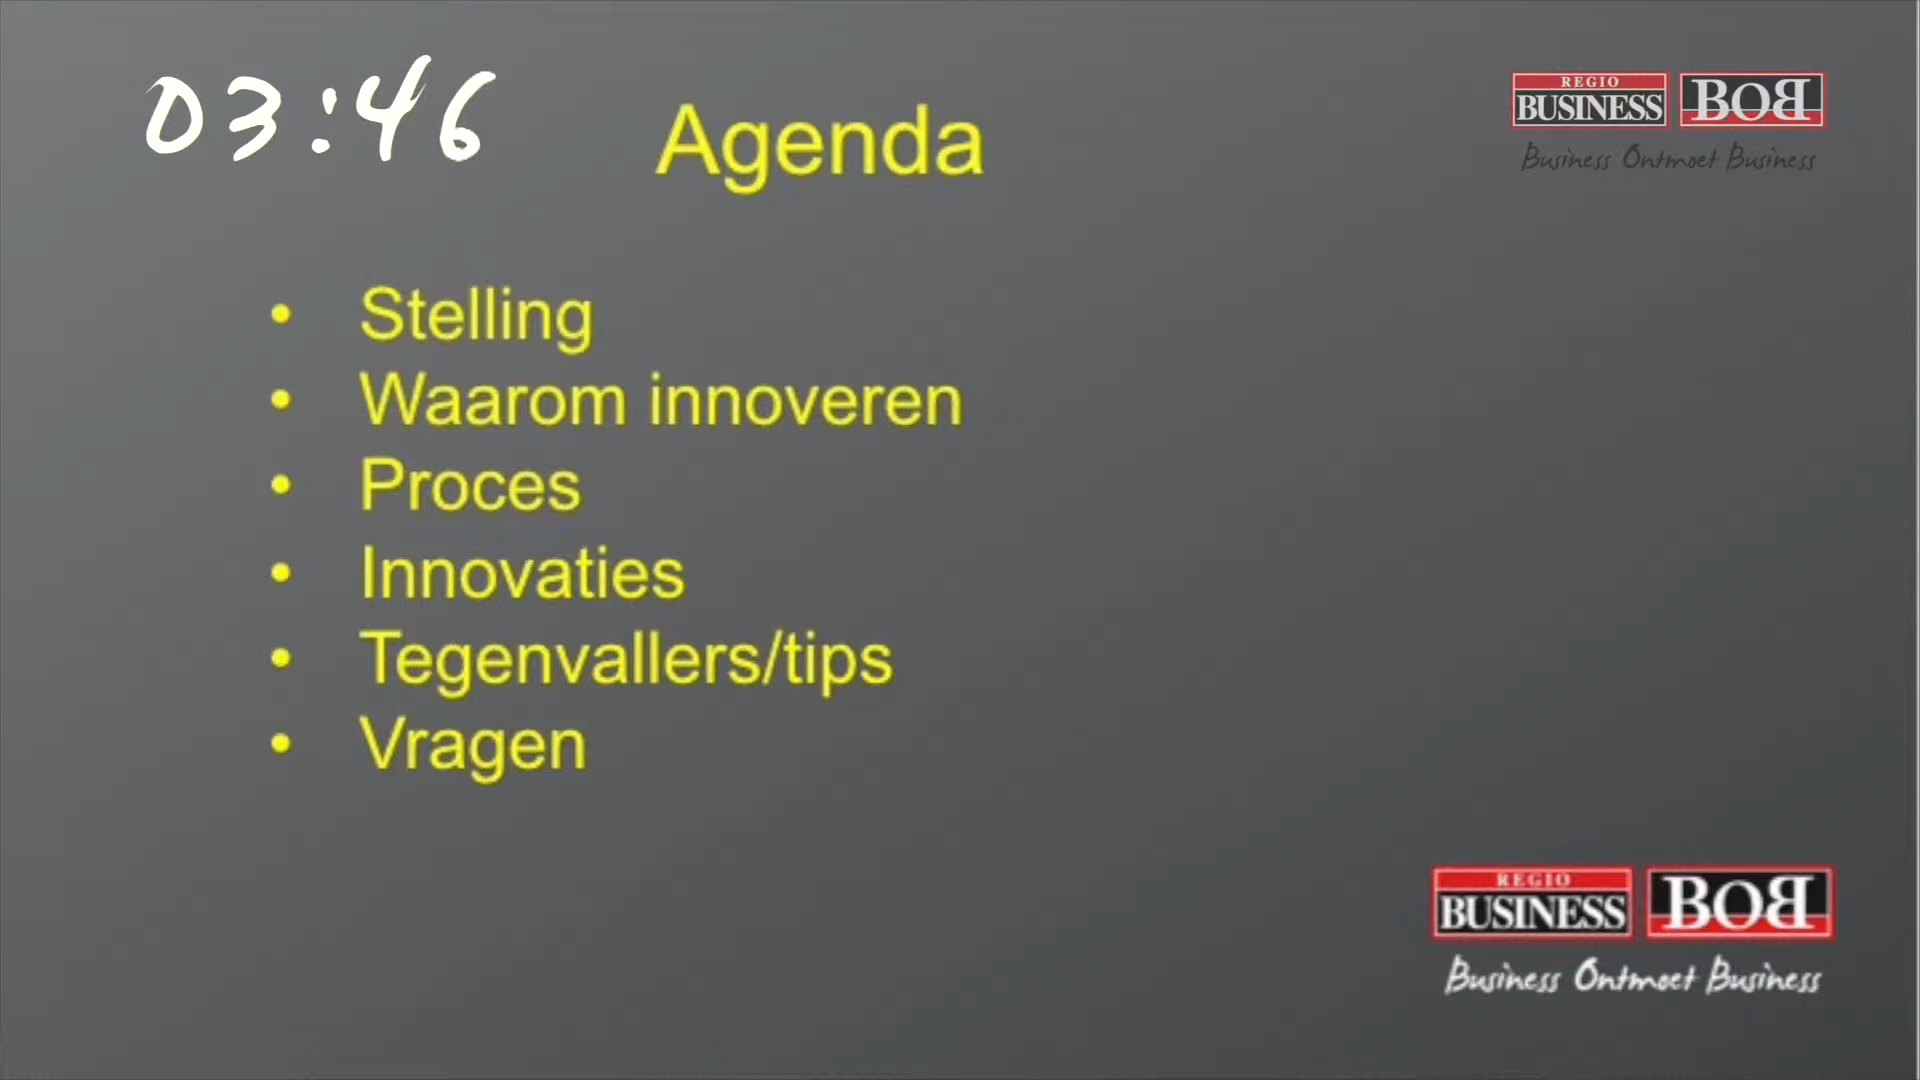 03:46
Agenda
REGIO
BUSINESS BOB
Business Ontmoet Business
• Stelling
• Waarom innoveren
• Proces
• Innovaties
• Tegenvallers/tips
• Vragen
REGIO
BUSINESS BOB
Business Ontmoet Business